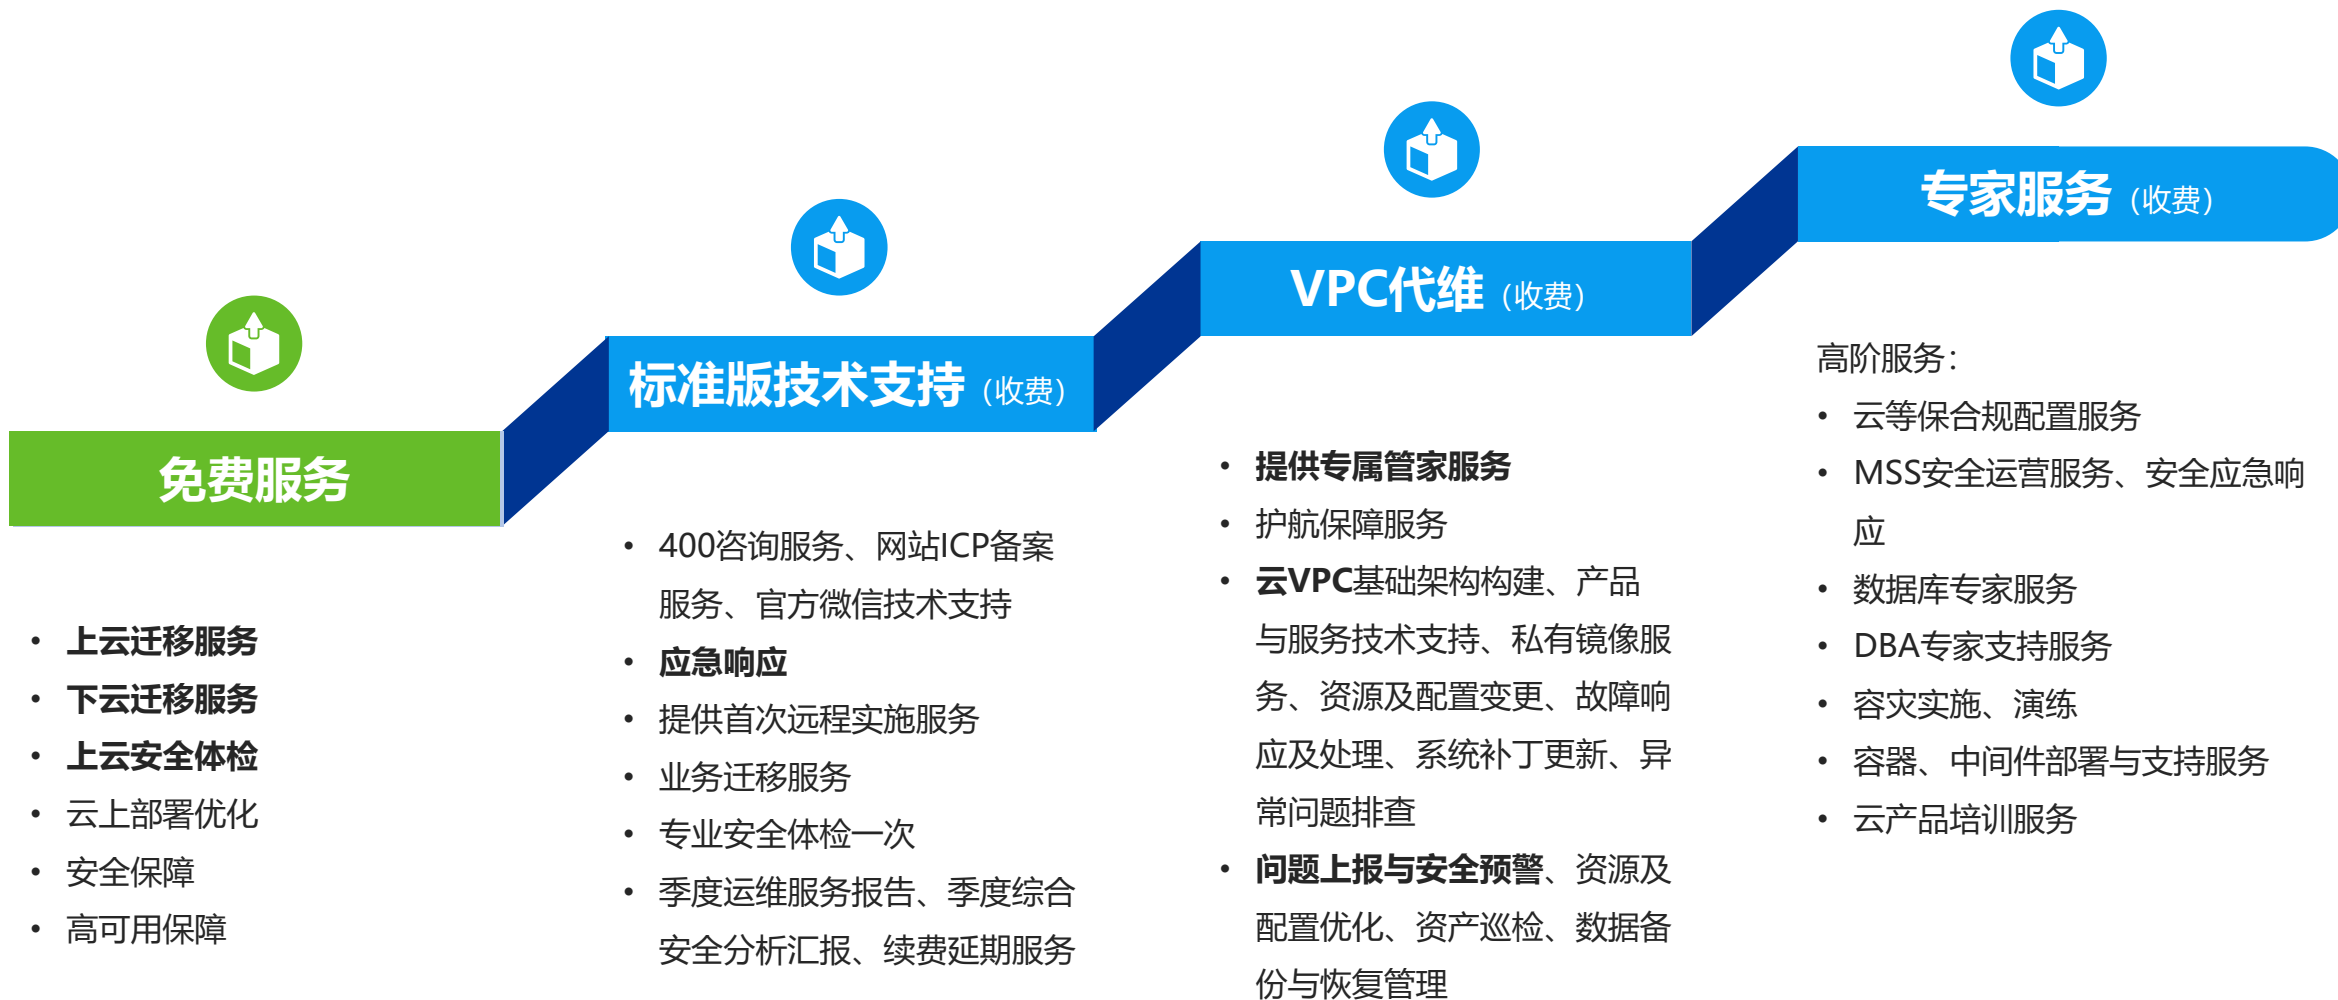 免费服务
• 上云迁移服务
• 下云迁移服务
• 上云安全体检
• 云上部署优化
• 安全保障
• 高可用保障
标准版技术支持（收费）
• 400咨询服务、网站ICP备案
服务、官方微信技术支持
• 应急响应
• 提供首次远程实施服务
• 业务迁移服务
• 专业安全体检一次
• 季度运维服务报告、季度综合
安全分析汇报、续费延期服务
VPC代维（收费）
• 提供专属管家服务
• 护航保障服务
• 云VPC基础架构构建、产品
与服务技术支持、私有镜像服
务、资源及配置变更、故障响
应及处理、系统补丁更新、异
常问题排查
• 问题上报与安全预警、资源及
配置优化、资产巡检、数据备
份与恢复管理
专家服务（收费）
高阶服务：
• 云等保合规配置服务
• MSS安全运营服务、安全应急响
应
• 数据库专家服务
• DBA专家支持服务
• 容灾实施、演练
• 容器、中间件部署与支持服务
• 云产品培训服务